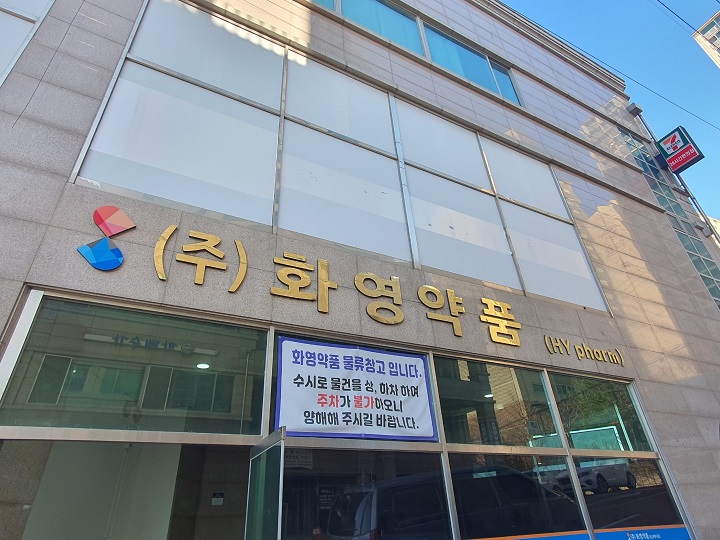 (주)화영약품
(HY pharm)
화영약품 물류창고 입니다.
수시로 물건을 상, 하차 하여
주차가 불가하오니
양해해 주시길 바랍니다.